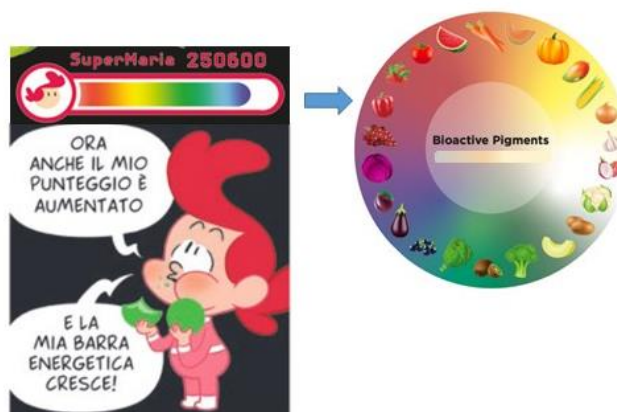 SuperMaria 250600
ORA
ANCHE IL MIO
PUNTEGGIO È
AUMENTATO
E LA
MIA BARRA
ENERGETICA
CRESCE!
Bioactive Pigments